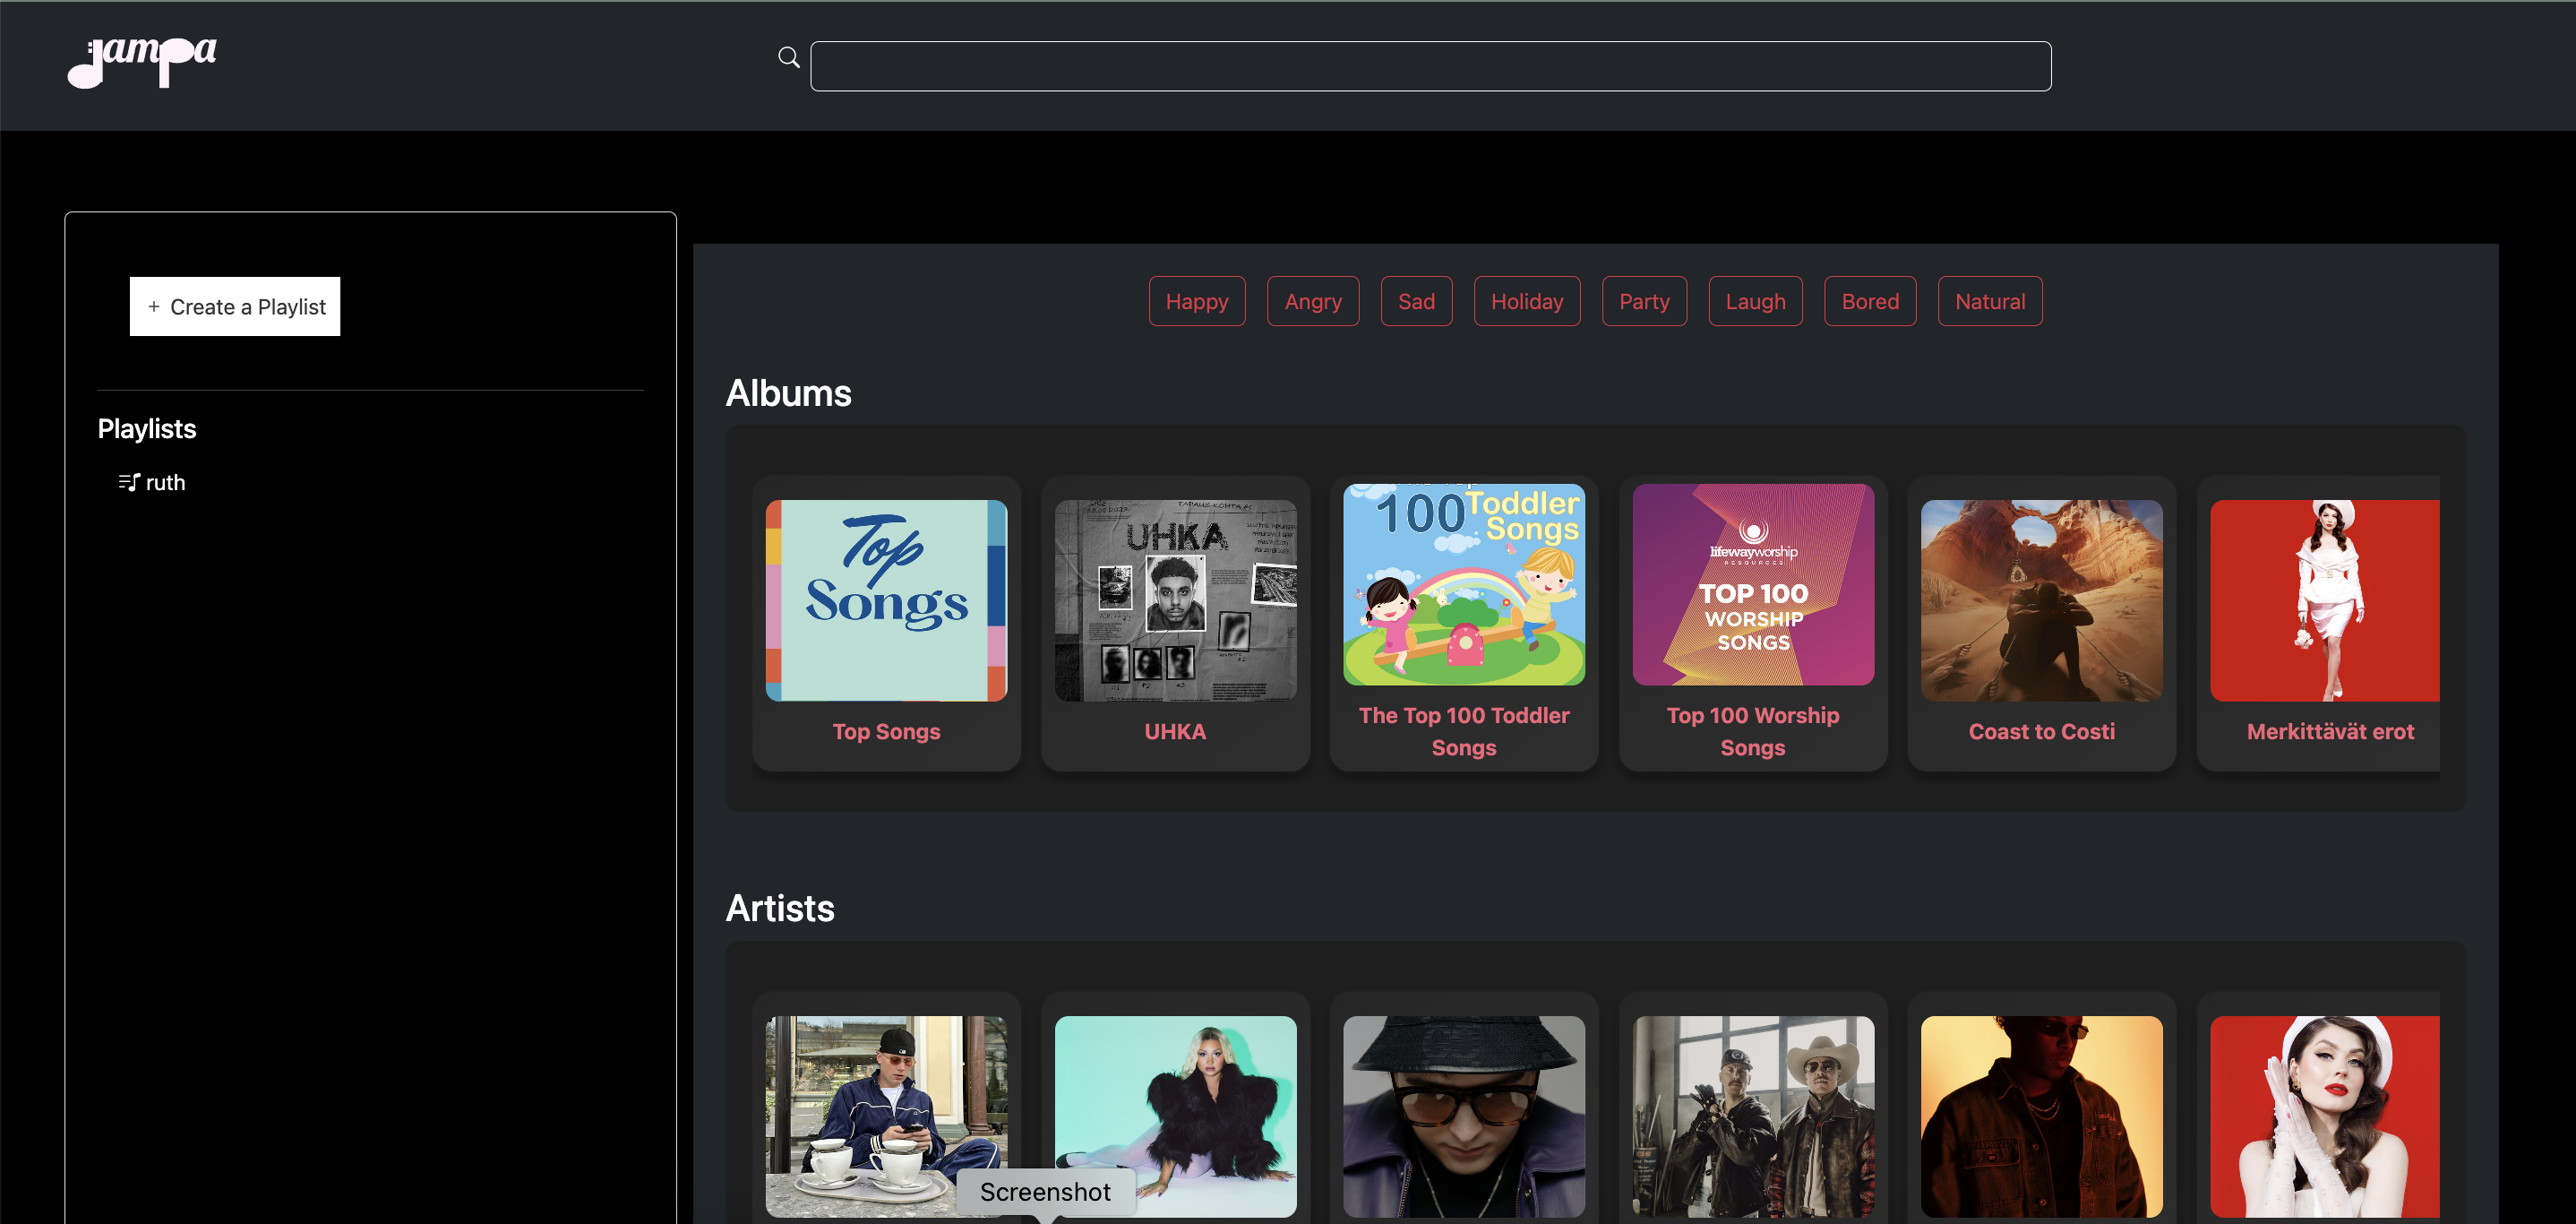 Jampa
+ Create a Playlist
Playlists
ruth
Happy
Angry
Sad
Holiday
Party
Laugh
Bored
Natural
Albums
Top
Songs
Top Songs
UHKA
UHKA
100 Toddler
Songs
The Top 100 Toddler
Songs
lifewayworship
RESOURCES
TOP 100
WORSHIP
SONGS
Top 100 Worship
Songs
Coast to Costi
Merkittävät erot
Artists
Screenshot